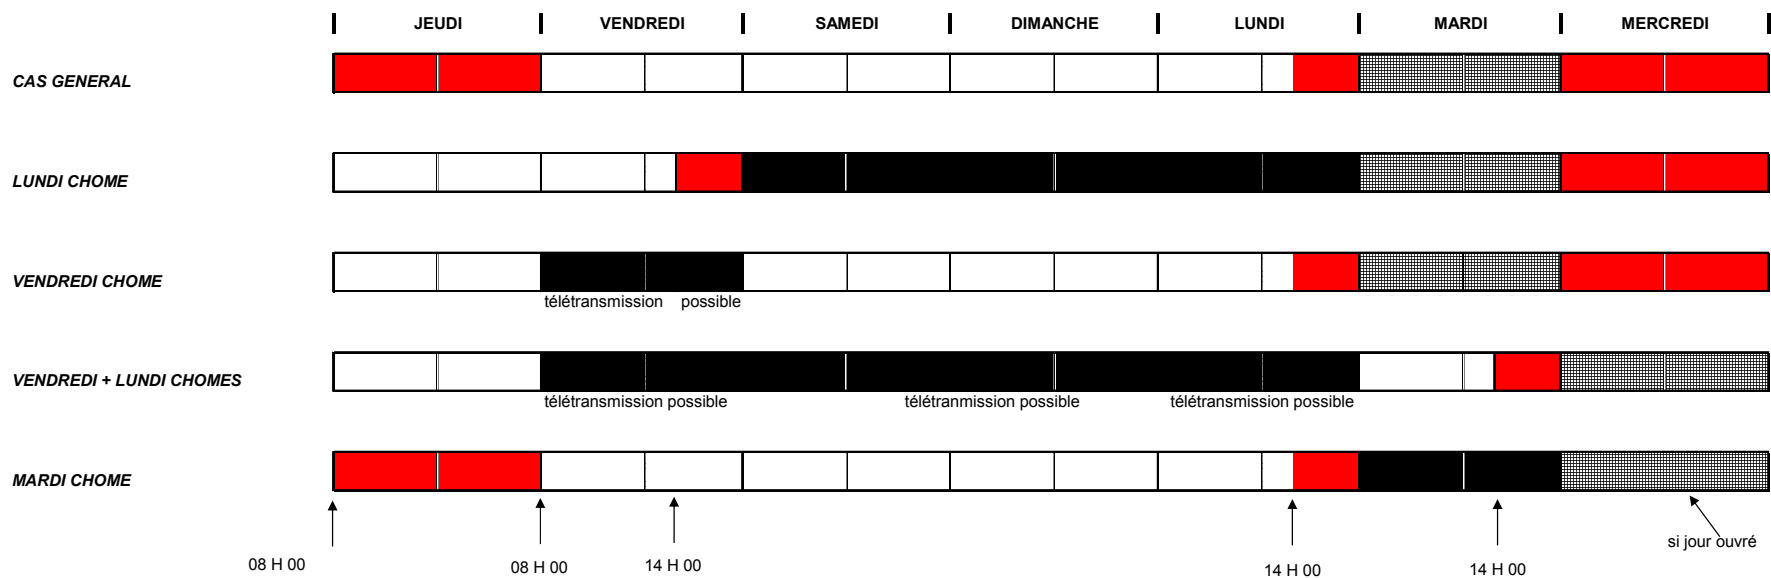 JEUDI VENDREDI SAMEDI DIMANCHE LUNDI MARDI MERCREDI
CAS GENERAL
LUNDI CHOME
VENDREDI CHOME
télétransmission possible
VENDREDI + LUNDI CHOMES
télétransmission possible télétranmission possible télétransmission possible
MARDI CHOME
si jour ouvré
08 H 00 08 H 00 14 H 00 14 H 00 14 H 00